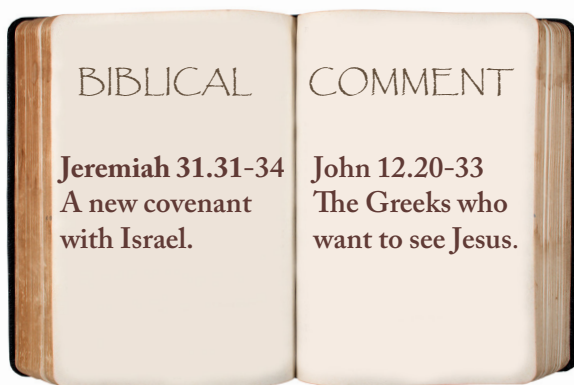 BIBLICAL COMMENT
Jeremiah 31.31-34
A new covenant
with Israel.
John 12.20-33
The Greeks who
want to see Jesus.